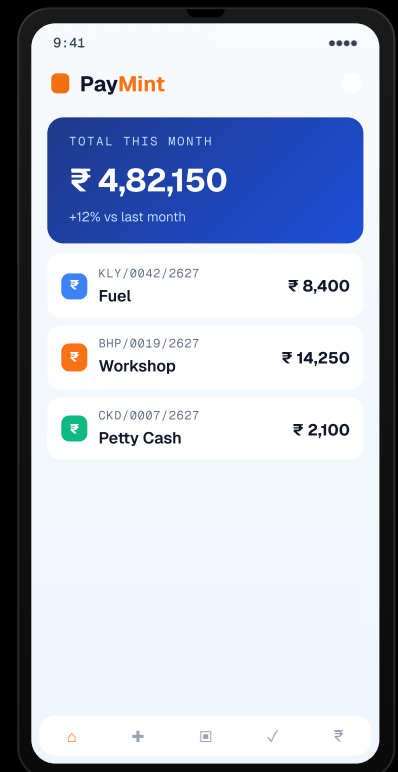 9:41
PayMint
TOTAL THIS MONTH
₹ 4,82,150
+12% vs last month
₹
KLY/0042/2627
Fuel
₹ 8,400
₹
BHP/0019/2627
Workshop
₹ 14,250
₹
CKD/0007/2627
Petty Cash
₹ 2,100
₹